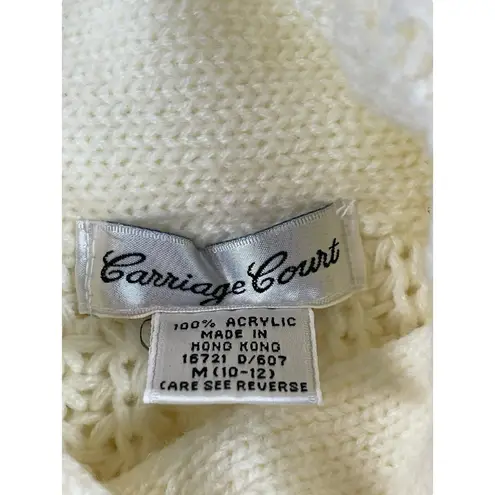 Carriage Court
100% ACRYLIC
MADE IN
HONG KONG
16721 D/607
M (10-12)
CARE SEE REVERSE